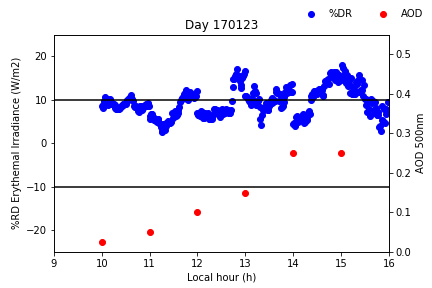 %DR AOD
Day 170123
%RD Erythemal Irradiance (W/m2)
20
10
0
−10
−20
0.5
0.4
0.3
0.2
0.1
0.0
AOD 500nm
9 10 11 12 13 14 15 16
Local hour (h)